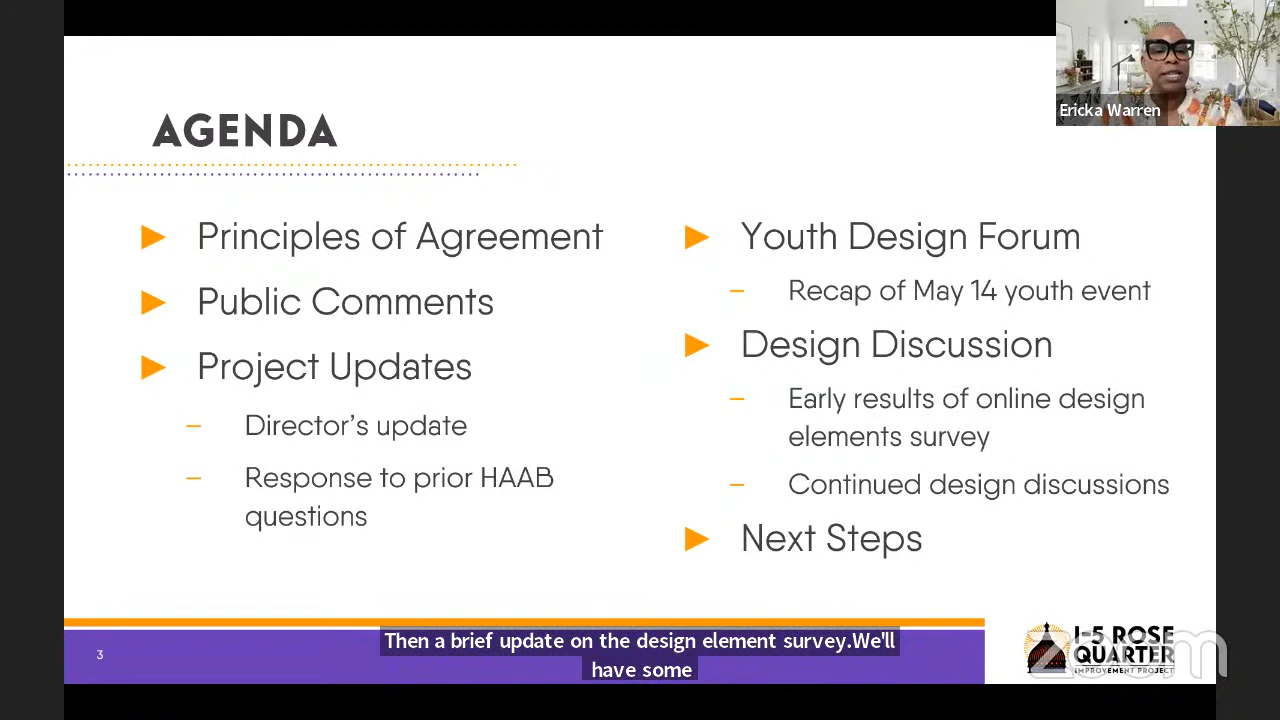 Ericka Warren
AGENDA
Principles of Agreement
Public Comments
Project Updates
– Director's update
– Response to prior HAAB
questions
Youth Design Forum
– Recap of May 14 youth event
Design Discussion
– Early results of online design
elements survey
– Continued design discussions
Next Steps
Then a brief update on the design element survey.We'll
have some
3
I-5 ROSE
QUARTER
IMPROVEMENT PROJECT
zoom